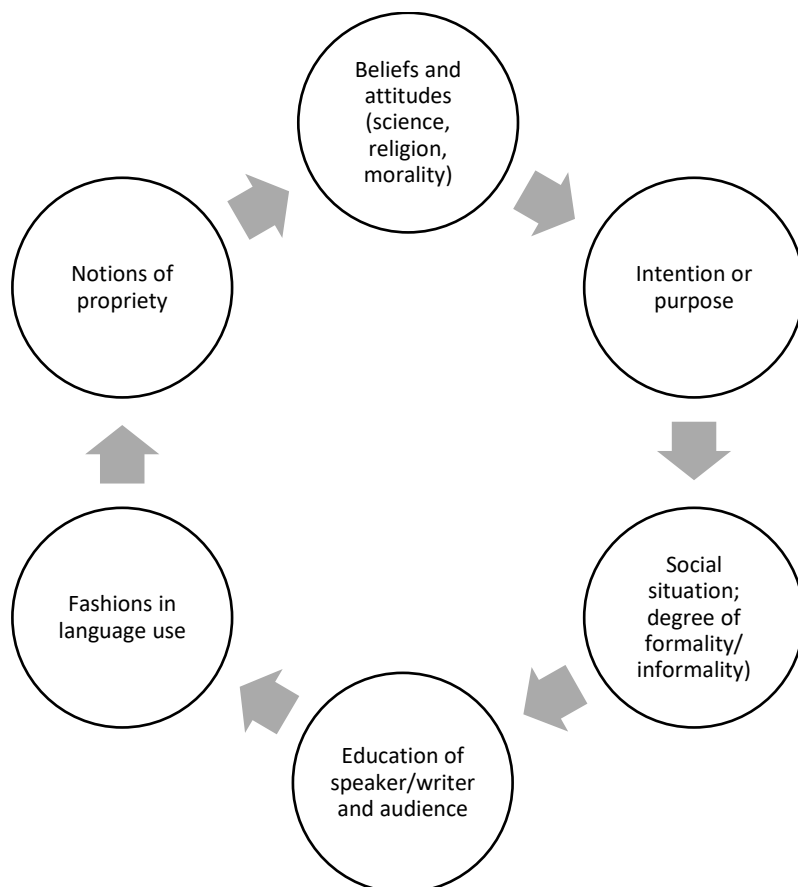 Beliefs and
attitudes
(science,
religion,
morality)
Intention or
purpose
Social
situation;
degree of
formality/
informality)
Education of
speaker/writer
and audience
Fashions in
language use
Notions of
propriety